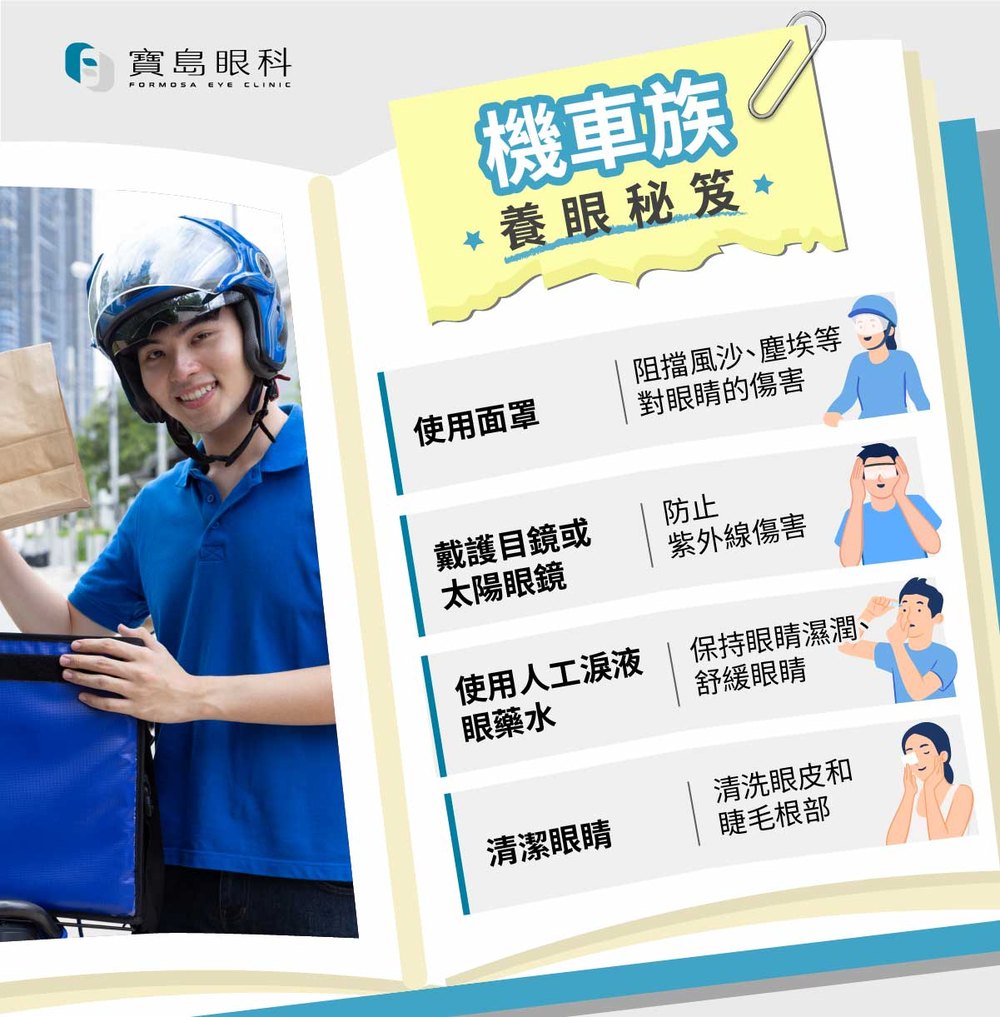 寶島眼科
FORMOSA EYE CLINIC
機車族
養眼秘笈
使用面罩
阻擋風沙、塵埃等
對眼睛的傷害
戴護目鏡或
太陽眼鏡
防止
紫外線傷害
使用人工淚液
眼藥水
保持眼睛濕潤、
舒緩眼睛
清潔眼睛
清洗眼皮和
睫毛根部